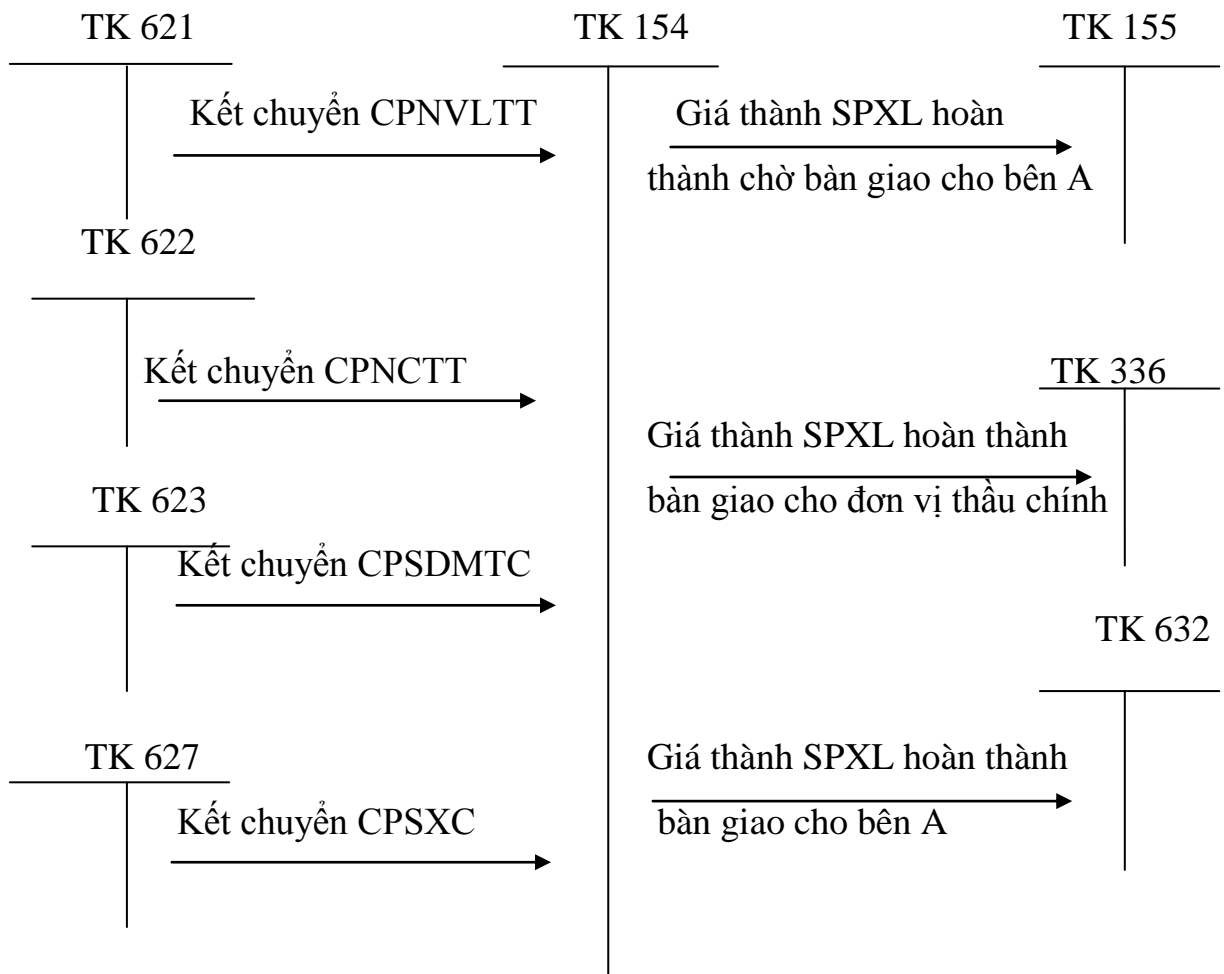 TK 621
TK 154
TK 155
Kết chuyển CPNVLTT
Giá thành SPXL hoàn
thành chờ bàn giao cho bên A
TK 622
Kết chuyển CPNCTT
TK 336
Giá thành SPXL hoàn thành
bàn giao cho đơn vị thầu chính
TK 623
Kết chuyển CPSDMTC
TK 632
TK 627
Giá thành SPXL hoàn thành
bàn giao cho bên A
Kết chuyển CPSXC